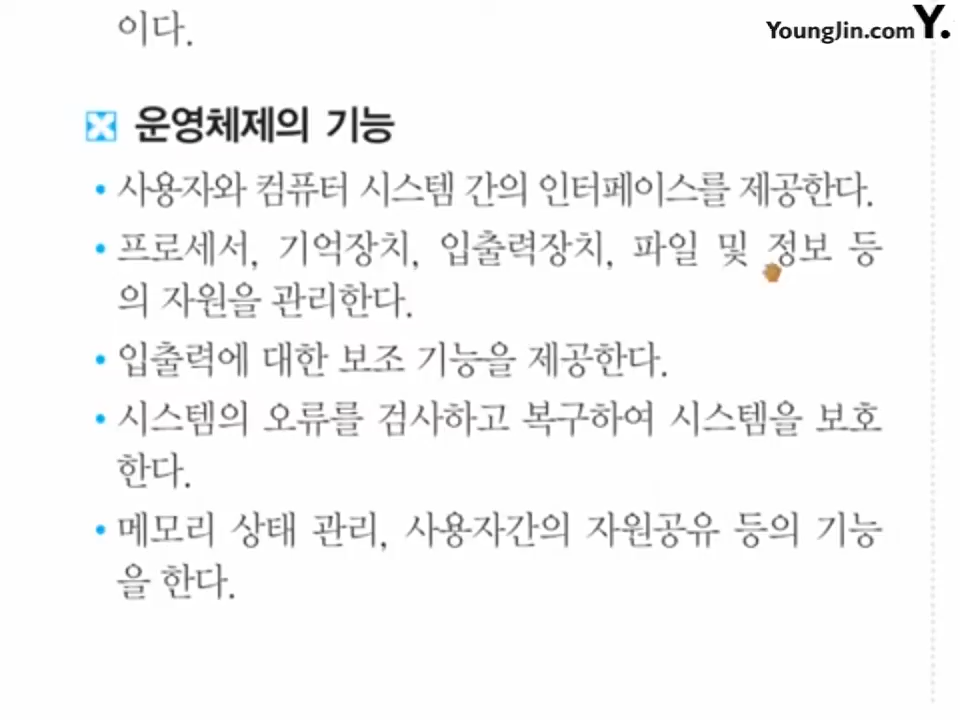 이다.
YoungJin.com Y.
운영체제의 기능
• 사용자와 컴퓨터 시스템 간의 인터페이스를 제공한다.
• 프로세서, 기억장치, 입출력장치, 파일 및 정보 등
의 자원을 관리한다.
• 입출력에 대한 보조 기능을 제공한다.
• 시스템의 오류를 검사하고 복구하여 시스템을 보호
한다.
• 메모리 상태 관리, 사용자간의 자원공유 등의 기능
을 한다.